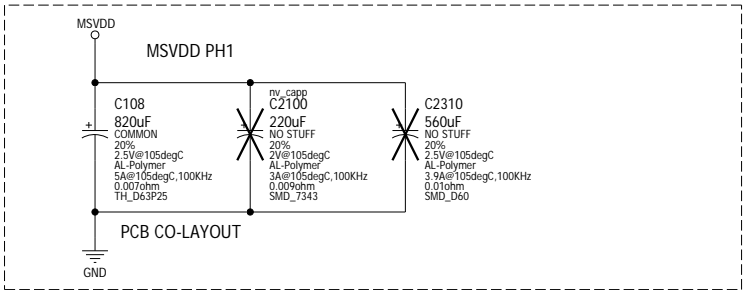 MSVDD
MSVDD PH1
C108
820uF
COMMON
20%
2.5V@105degC
AL-Polymer
5A@105degC,100KHz
0.007ohm
TH_D63P25
nv_capp
C2100
220uF
NO STUFF
20%
2V@105degC
AL-Polymer
3A@105degC,100KHz
0.009ohm
SMD_7343
C2310
560uF
NO STUFF
20%
2.5V@105degC
AL-Polymer
3.9A@105degC,100KHz
0.01ohm
SMD_D60
PCB CO-LAYOUT
GND